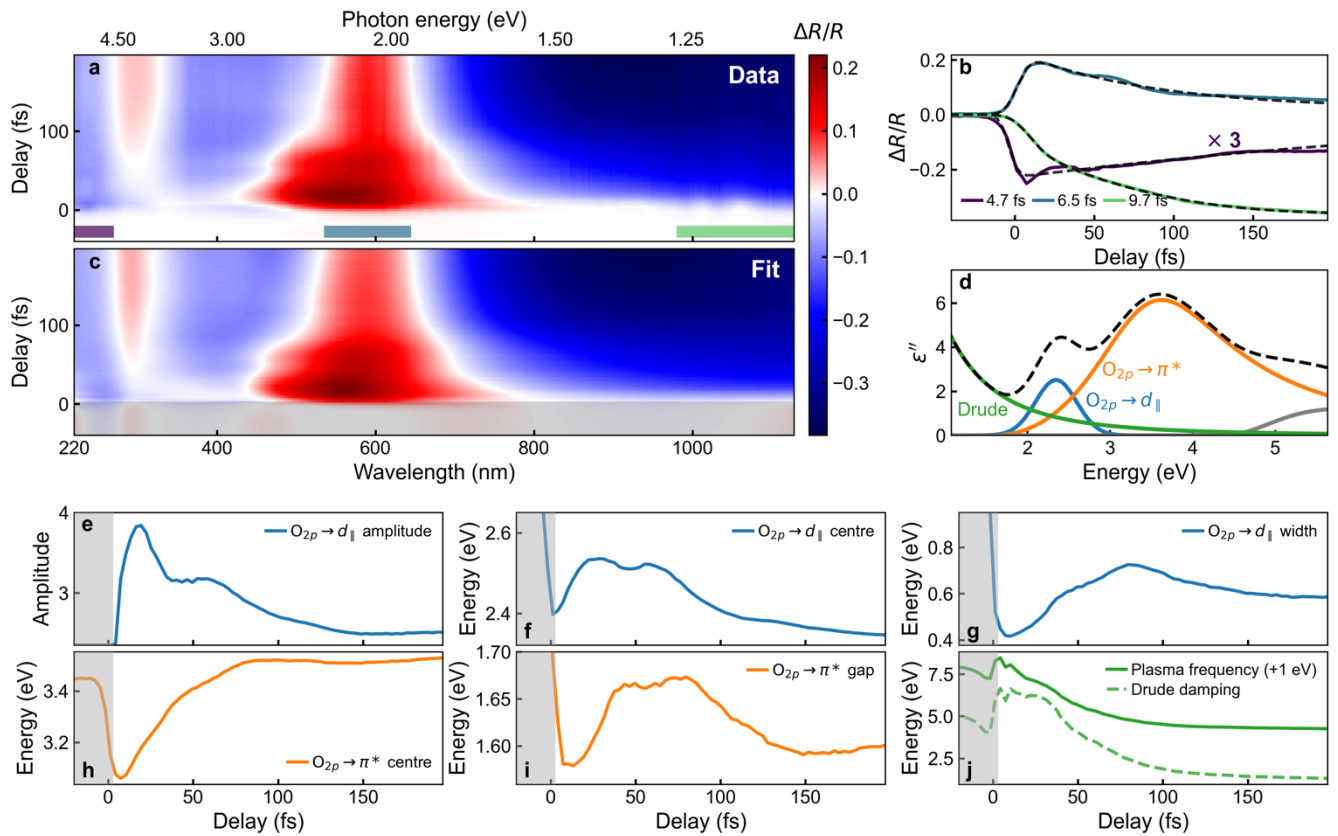 Photon energy (eV)
4.50 3.00 2.00 1.50 1.25 ΔR/R
a Data
Delay (fs)
100
0
0.2
0.1
0.0
−0.1
−0.2
−0.3
b
ΔR/R
0.2
0.0
−0.2
× 3
4.7 fs 6.5 fs 9.7 fs
0 50 100 150
Delay (fs)
c Fit
Delay (fs)
100
0
220 400 600 800 1000
Wavelength (nm)
d
ε′′
6
4
2
0
O2p→π*
O2p→d∥
Drude
2 3 4 5
Energy (eV)
e O2p→d∥ amplitude
Amplitude
4
3
f O2p→d∥ centre
Energy (eV)
2.6
2.4
g O2p→d∥ width
Energy (eV)
0.8
0.6
0.4
h O2p→π* centre
Energy (eV)
3.4
3.2
0 50 100 150
Delay (fs)
i O2p→π* gap
Energy (eV)
1.70
1.60
0 50 100 150
Delay (fs)
j Plasma frequency (+1 eV)
Drude damping
Energy (eV)
7.5
5.0
2.5
0 50 100 150
Delay (fs)